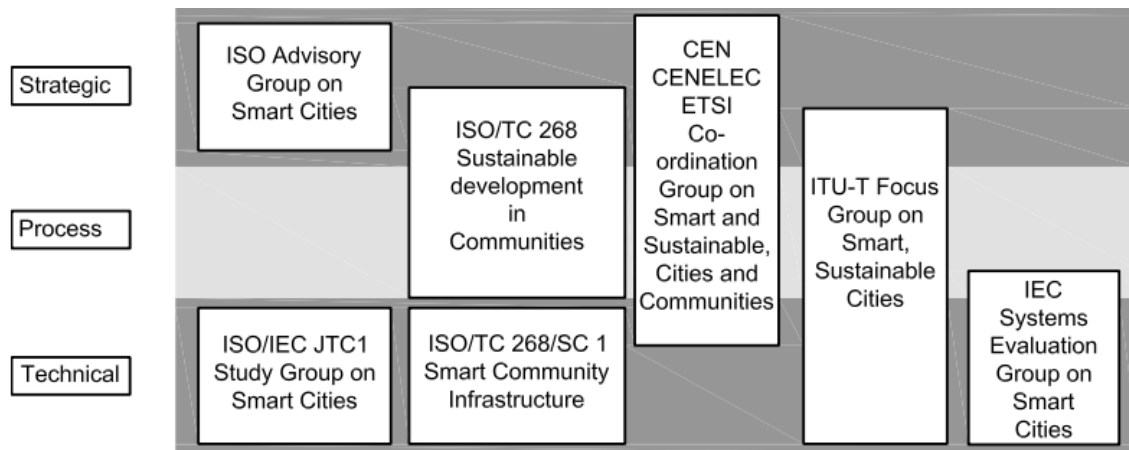 Strategic
Process
Technical
ISO Advisory
Group on
Smart Cities
ISO/IEC JTC1
Study Group on
Smart Cities
ISO/TC 268
Sustainable
development
in
Communities
ISO/TC 268/SC 1
Smart Community
Infrastructure
CEN
CENELEC
ETSI
Co-
ordination
Group on
Smart and
Sustainable,
Cities and
Communities
ITU-T Focus
Group on
Smart,
Sustainable
Cities
IEC
Systems
Evaluation
Group on
Smart
Cities